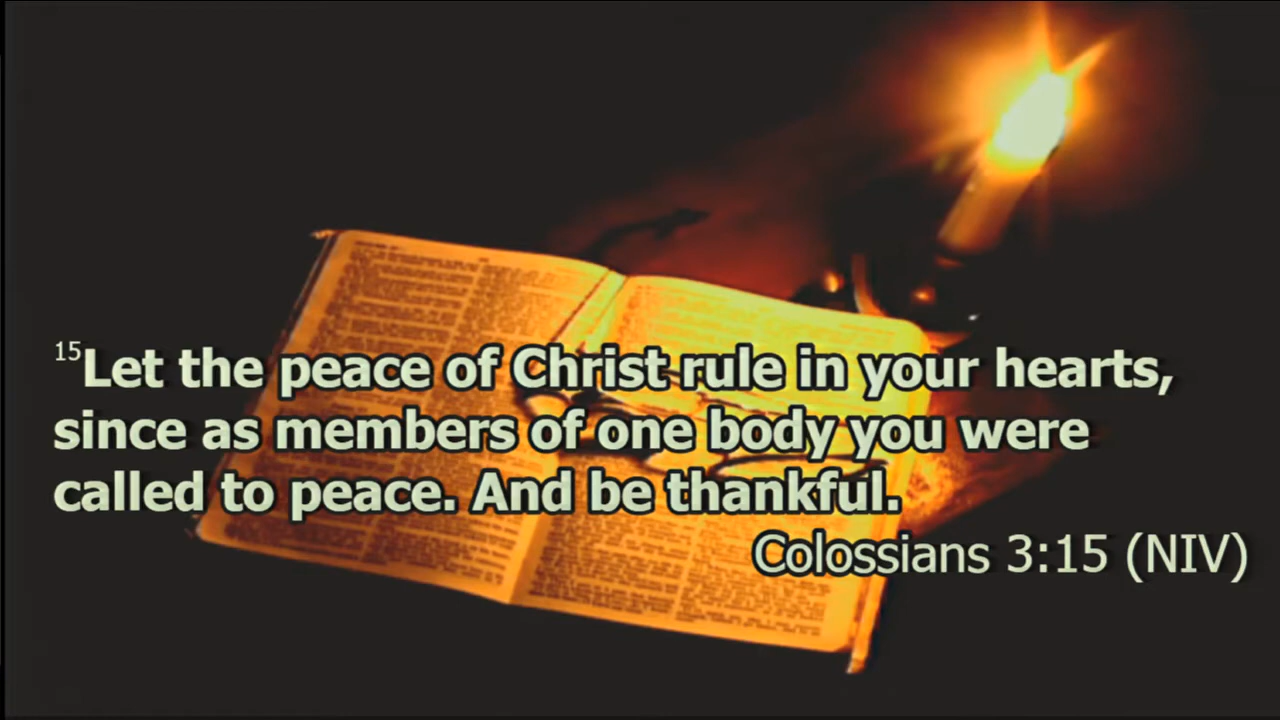 15Let the peace of Christ rule in your hearts,
since as members of one body you were
called to peace. And be thankful.
Colossians 3:15 (NIV)